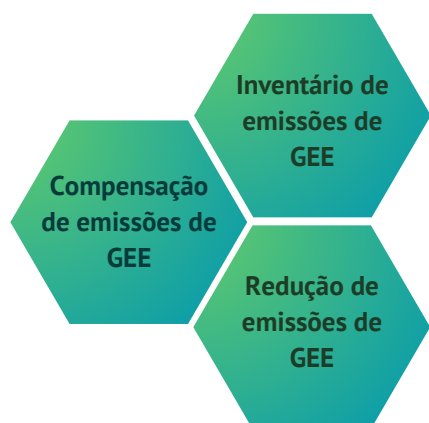 Inventário de
emissões de
GEE
Compensação
de emissões de
GEE
Redução de
emissões de
GEE